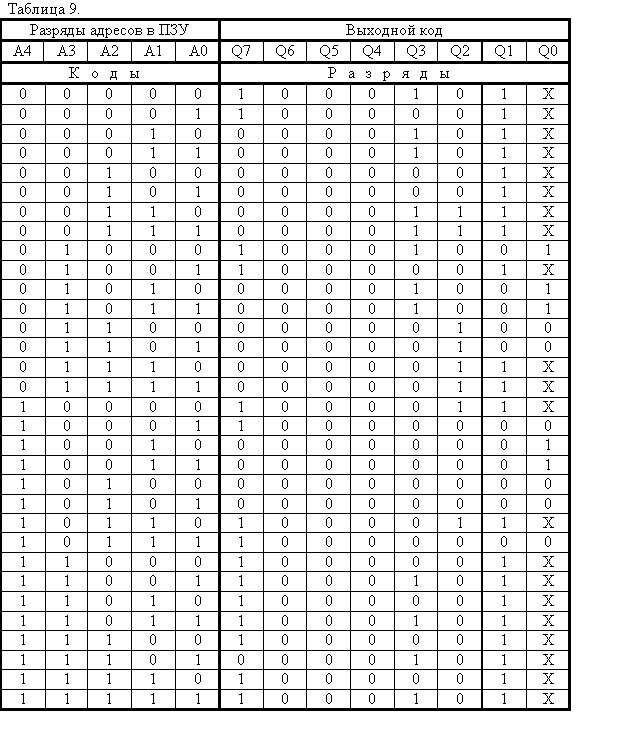 Таблица 9.
Разряды адресов в ПЗУ Выходной код
A4 A3 A2 A1 A0 Q7 Q6 Q5 Q4 Q3 Q2 Q1 Q0
К о д ы Р а з р я д ы
0 0 0 0 0 1 0 0 0 1 0 1 X
0 0 0 0 1 1 0 0 0 0 0 1 X
0 0 0 1 0 0 0 0 0 1 0 1 X
0 0 0 1 1 0 0 0 0 1 0 1 X
0 0 1 0 0 0 0 0 0 0 0 1 X
0 0 1 0 1 0 0 0 0 0 0 1 X
0 0 1 1 0 0 0 0 0 1 1 1 X
0 0 1 1 1 0 0 0 0 1 1 1 X
0 1 0 0 0 1 0 0 0 1 0 0 1
0 1 0 0 1 1 0 0 0 0 0 1 X
0 1 0 1 0 0 0 0 0 1 0 0 1
0 1 0 1 1 0 0 0 0 1 0 0 1
0 1 1 0 0 0 0 0 0 0 1 0 0
0 1 1 0 1 0 0 0 0 0 1 0 0
0 1 1 1 0 0 0 0 0 0 1 1 X
0 1 1 1 1 0 0 0 0 0 1 1 X
1 0 0 0 0 1 0 0 0 0 1 1 X
1 0 0 0 1 1 0 0 0 0 0 0 0
1 0 0 1 0 0 0 0 0 0 0 0 1
1 0 0 1 1 0 0 0 0 0 0 0 1
1 0 1 0 0 0 0 0 0 0 0 0 0
1 0 1 0 1 0 0 0 0 0 0 0 0
1 0 1 1 0 1 0 0 0 0 1 1 X
1 0 1 1 1 1 0 0 0 0 0 0 0
1 1 0 0 0 1 0 0 0 0 0 1 X
1 1 0 0 1 1 0 0 0 1 0 1 X
1 1 0 1 0 1 0 0 0 0 0 1 X
1 1 0 1 1 1 0 0 0 1 0 1 X
1 1 1 0 0 1 0 0 0 0 0 1 X
1 1 1 0 1 0 0 0 0 1 0 1 X
1 1 1 1 0 1 0 0 0 0 0 1 X
1 1 1 1 1 1 0 0 0 1 0 1 X